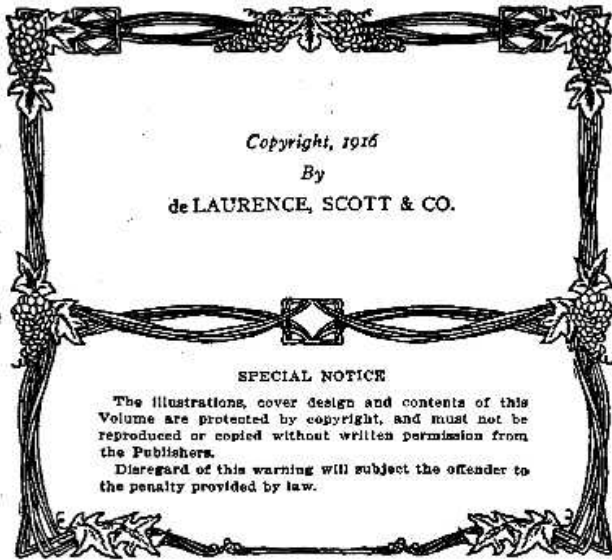 Copyright, 1916
By
de LAURENCE, SCOTT & CO.
SPECIAL NOTICE
The illustrations, cover design and contents of this
Volume are protected by copyright, and must not be
reproduced or copied without written permission from
the Publishers.
Disregard of this warning will subject the offender to
the penalty provided by law.